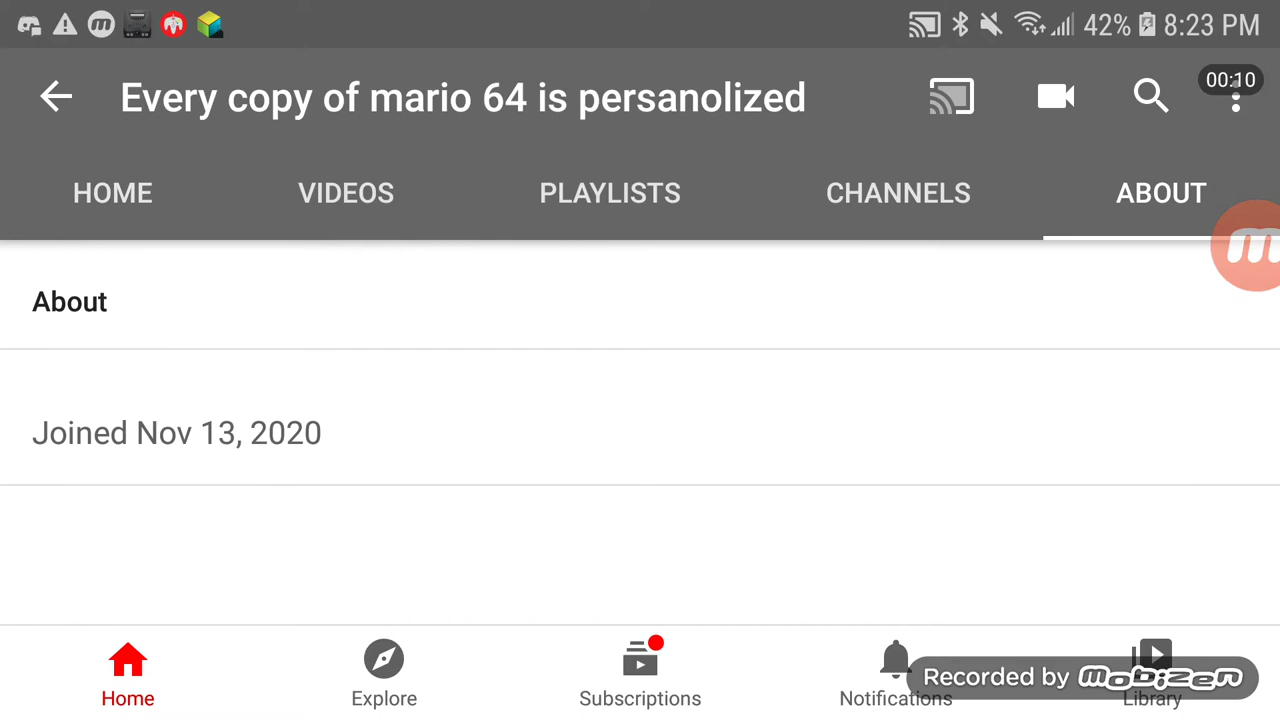 42% 8:23 PM
Every copy of mario 64 is persanolized
00:10
HOME VIDEOS PLAYLISTS CHANNELS ABOUT
About
Joined Nov 13, 2020
Home Explore Subscriptions Notifications Library
Recorded by MOBIZEN